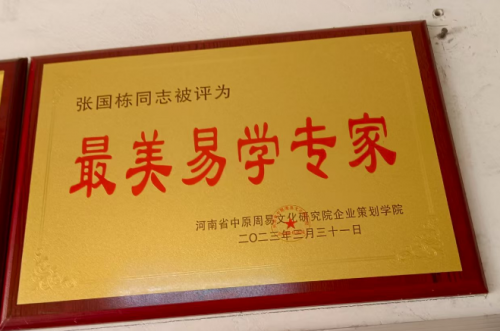 张国栋同志被评为
最美易学专家
河南省中原周易文化研究院企业策划学院
二〇二三年三月三十一日